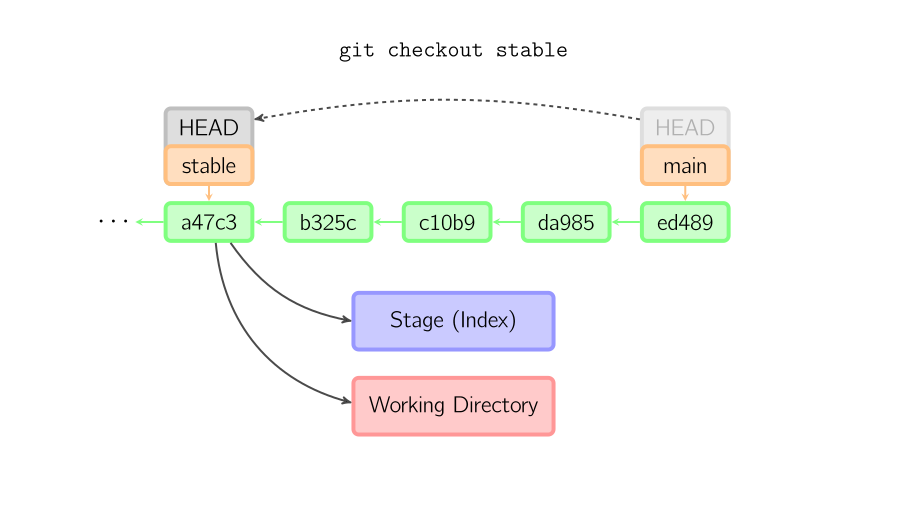 git checkout stable
HEAD
HEAD
stable
main
... a47c3 b325c c10b9 da985 ed489
Stage (Index)
Working Directory